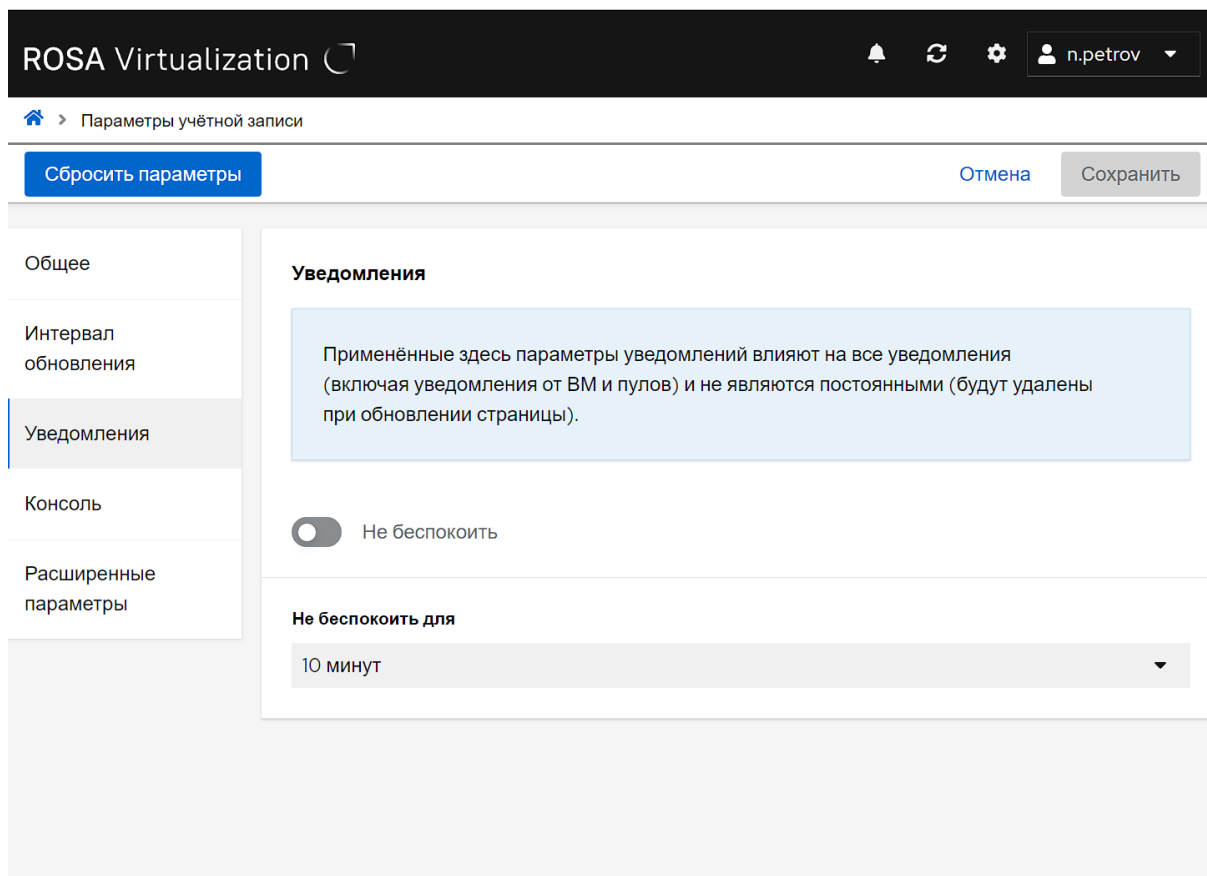 ROSA Virtualization
n.petrov
Параметры учётной записи
Сбросить параметры
Отмена
Сохранить
Общее
Интервал
обновления
Уведомления
Консоль
Расширенные
параметры
Уведомления
Применённые здесь параметры уведомлений влияют на все уведомления
(включая уведомления от ВМ и пулов) и не являются постоянными (будут удалены
при обновлении страницы).
Не беспокоить
Не беспокоить для
10 минут